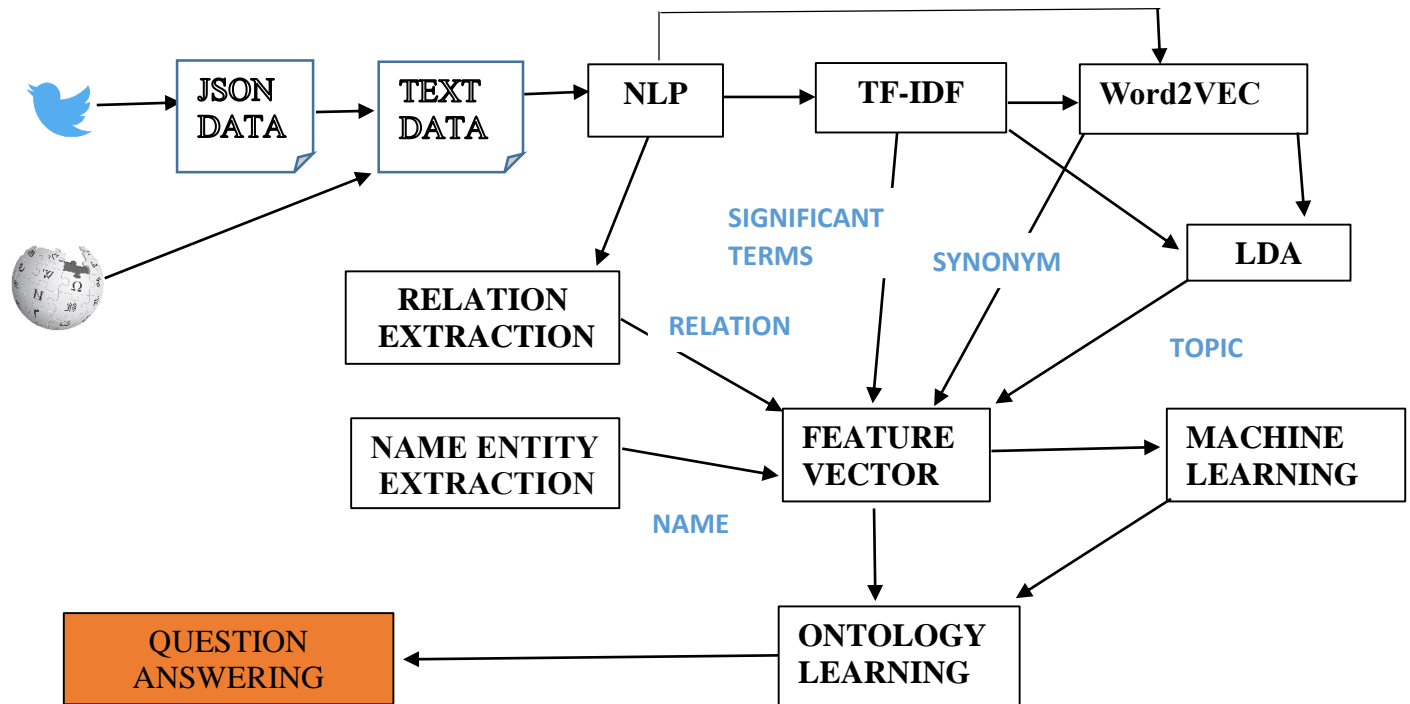 JSON
DATA
TEXT
DATA
NLP
TF-IDF
Word2VEC
SIGNIFICANT
TERMS
SYNONYM
LDA
RELATION
EXTRACTION
RELATION
TOPIC
NAME ENTITY
EXTRACTION
FEATURE
VECTOR
MACHINE
LEARNING
NAME
QUESTION
ANSWERING
ONTOLOGY
LEARNING